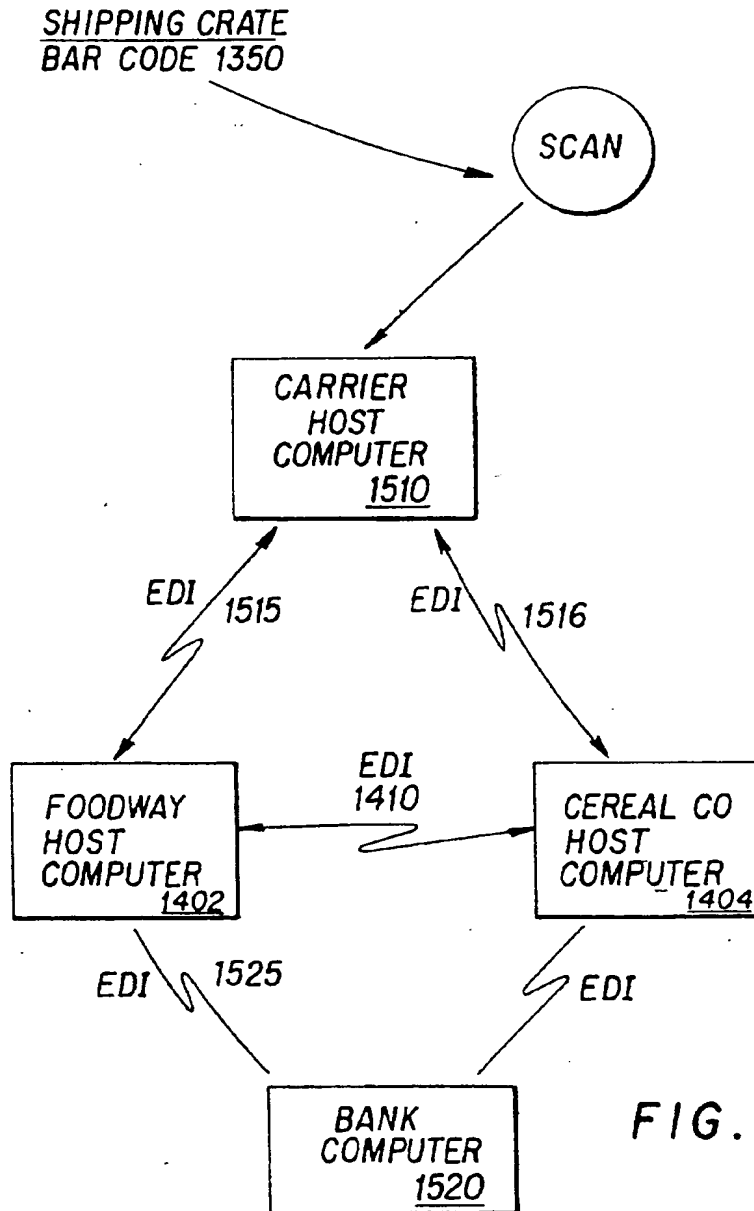 SHIPPING CRATE
BAR CODE 1350
SCAN
CARRIER
HOST
COMPUTER
1510
EDI
1515
EDI
1516
FOODWAY
HOST
COMPUTER
1402
EDI
1410
CEREAL CO
HOST
COMPUTER
1404
EDI
1525
EDI
BANK
COMPUTER
1520
FIG.